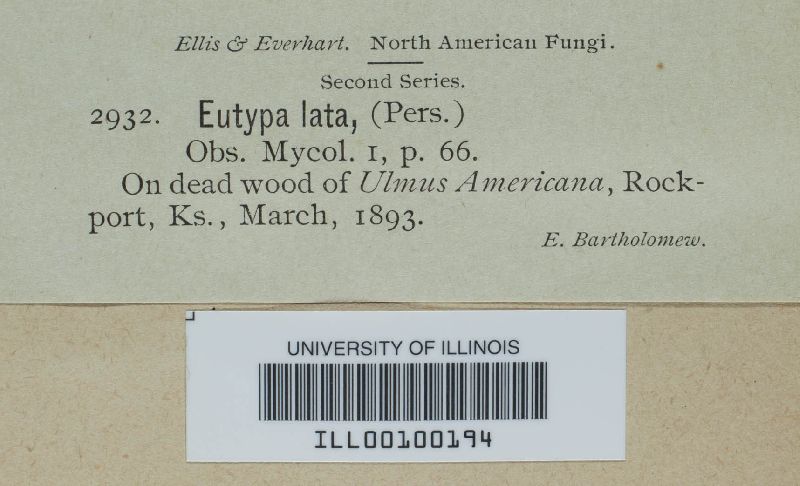 Ellis & Everhart. North American Fungi.
Second Series.
2932. Eutypa lata, (Pers.)
Obs. Mycol. 1, p. 66.
On dead wood of Ulmus Americana, Rock-
port, Ks., March, 1893.
E. Bartholomew.
UNIVERSITY OF ILLINOIS
ILL00100194